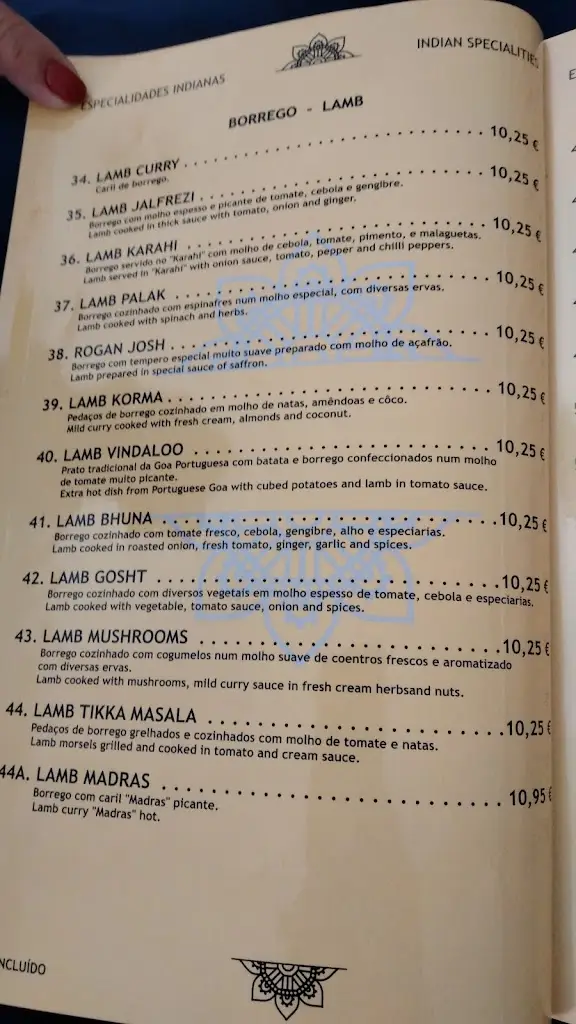 ESPECIALIDADES INDIANAS
INDIAN SPECIALITIES
BORREGO - LAMB
34. LAMB CURRY . . . . . . . . . . . . . . . . . . . . . . . . . . 10,25 €
Caril de borrego.
35. LAMB JALFREZI . . . . . . . . . . . . . . . . . . . . . . . . 10,25 €
Borrego com molho espesso e picante de tomate, cebola e gengibre.
Lamb cooked in thick sauce with tomato, onion and ginger.
36. LAMB KARAHI . . . . . . . . . . . . . . . . . . . . . . . . . 10,25 €
Borrego servido no "Karahi" com molho de cebola, tomate, pimento, e malaguetas.
Lamb served in "Karahi" with onion sauce, tomato, pepper and chilli peppers.
37. LAMB PALAK . . . . . . . . . . . . . . . . . . . . . . . . . . 10,25 €
Borrego cozinhado com espinafres num molho especial, com diversas ervas.
Lamb cooked with spinach and herbs.
38. ROGAN JOSH . . . . . . . . . . . . . . . . . . . . . . . . . . 10,25 €
Borrego com tempero especial muito suave preparado com molho de açafrão.
Lamb prepared in special sauce of saffron.
39. LAMB KORMA . . . . . . . . . . . . . . . . . . . . . . . . . . 10,25 €
Pedaços de borrego cozinhado em molho de natas, amêndoas e côco.
Mild curry cooked with fresh cream, almonds and coconut.
40. LAMB VINDALOO . . . . . . . . . . . . . . . . . . . . . . . . 10,25 €
Prato tradicional da Goa Portuguesa com batata e borrego confeccionados num molho
de tomate muito picante.
Extra hot dish from Portuguese Goa with cubed potatoes and lamb in tomato sauce.
41. LAMB BHUNA . . . . . . . . . . . . . . . . . . . . . . . . . . 10,25 €
Borrego cozinhado com tomate fresco, cebola, gengibre, alho e especiarias.
Lamb cooked in roasted onion, fresh tomato, ginger, garlic and spices.
42. LAMB GOSHT . . . . . . . . . . . . . . . . . . . . . . . . . . 10,25 €
Borrego cozinhado com diversos vegetais em molho espesso de tomate, cebola e especiarias.
Lamb cooked with vegetable, tomato sauce, onion and spices.
43. LAMB MUSHROOMS . . . . . . . . . . . . . . . . . . . . . . . 10,25 €
Borrego cozinhado com cogumelos num molho suave de coentros frescos e aromatizado
com diversas ervas.
Lamb cooked with mushrooms, mild curry sauce in fresh cream herbsand nuts.
44. LAMB TIKKA MASALA . . . . . . . . . . . . . . . . . . . . . . 10,25 €
Pedaços de borrego grelhados e cozinhados com molho de tomate e natas.
Lamb morsels grilled and cooked in tomato and cream sauce.
44A. LAMB MADRAS . . . . . . . . . . . . . . . . . . . . . . . . . 10,95 €
Borrego com caril "Madras" picante.
Lamb curry "Madras" hot.
NCLUÍDO